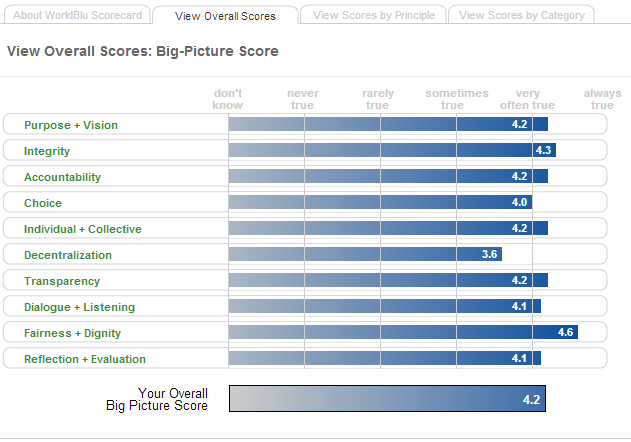 About WorldBlu Scorecard
View Overall Scores
View Scores by Principle
View Scores by Category
View Overall Scores: Big-Picture Score
don't know
never true
rarely true
sometimes true
very often true
always true
Purpose + Vision 4.2
Integrity 4.3
Accountability 4.2
Choice 4.0
Individual + Collective 4.2
Decentralization 3.6
Transparency 4.2
Dialogue + Listening 4.1
Fairness + Dignity 4.6
Reflection + Evaluation 4.1
Your Overall
Big Picture Score 4.2